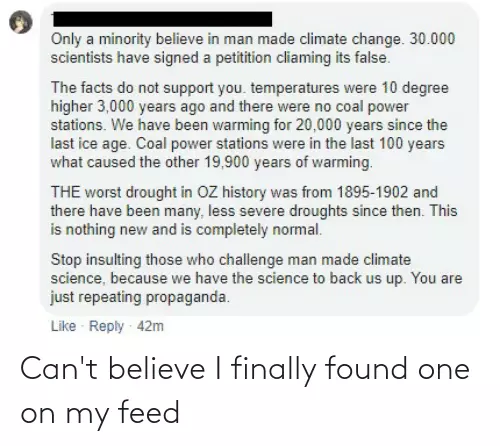 Only a minority believe in man made climate change. 30.000
scientists have signed a petitition cliaming its false.
The facts do not support you. temperatures were 10 degree
higher 3,000 years ago and there were no coal power
stations. We have been warming for 20,000 years since the
last ice age. Coal power stations were in the last 100 years
what caused the other 19,900 years of warming.
THE worst drought in OZ history was from 1895-1902 and
there have been many, less severe droughts since then. This
is nothing new and is completely normal.
Stop insulting those who challenge man made climate
science, because we have the science to back us up. You are
just repeating propaganda.
Like · Reply · 42m
Can't believe I finally found one
on my feed